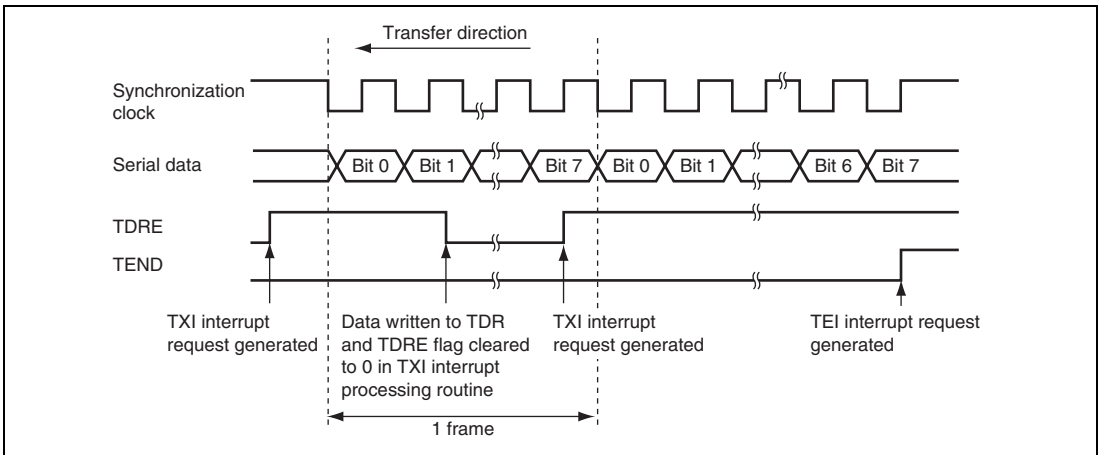 Transfer direction
Synchronization
clock
Serial data
Bit 0
Bit 1
Bit 7
Bit 0
Bit 1
Bit 6
Bit 7
TDRE
TEND
TXI interrupt
request generated
Data written to TDR
and TDRE flag cleared
to 0 in TXI interrupt
processing routine
TXI interrupt
request generated
TEI interrupt request
generated
1 frame